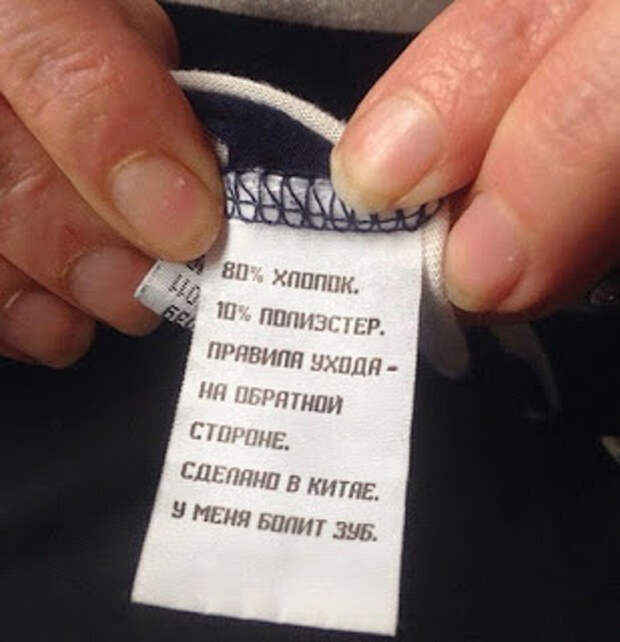 80% ХЛОПОК.
10% ПОЛИЭСТЕР.
ПРАВИЛА УХОДА -
НА ОБРАТНОЙ
СТОРОНЕ.
СДЕЛАНО В КИТАЕ.
У МЕНЯ БОЛИТ ЗУБ.